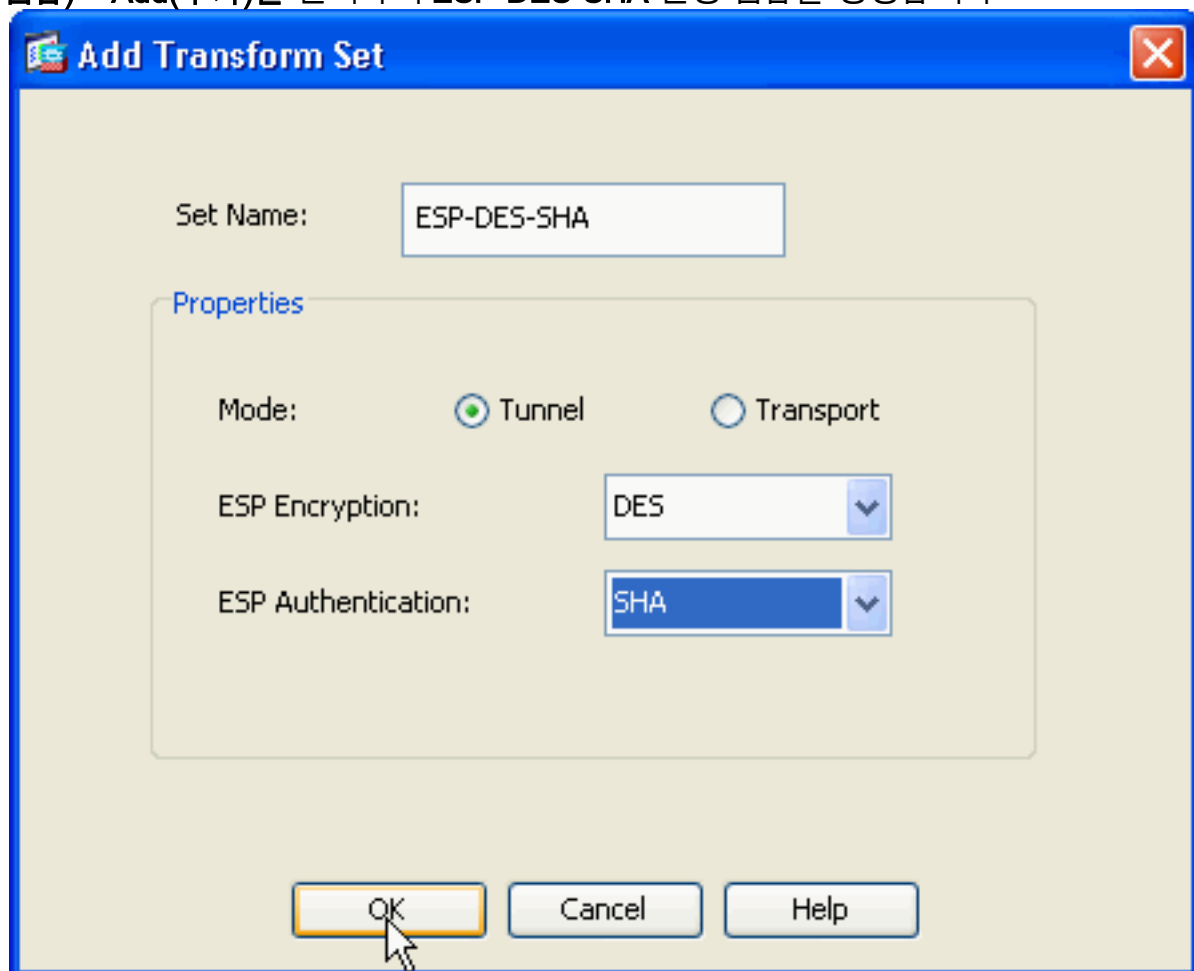 Add Transform Set
Set Name: ESP-DES-SHA
Properties
Mode: Tunnel Transport
ESP Encryption: DES
ESP Authentication: SHA
OK Cancel Help